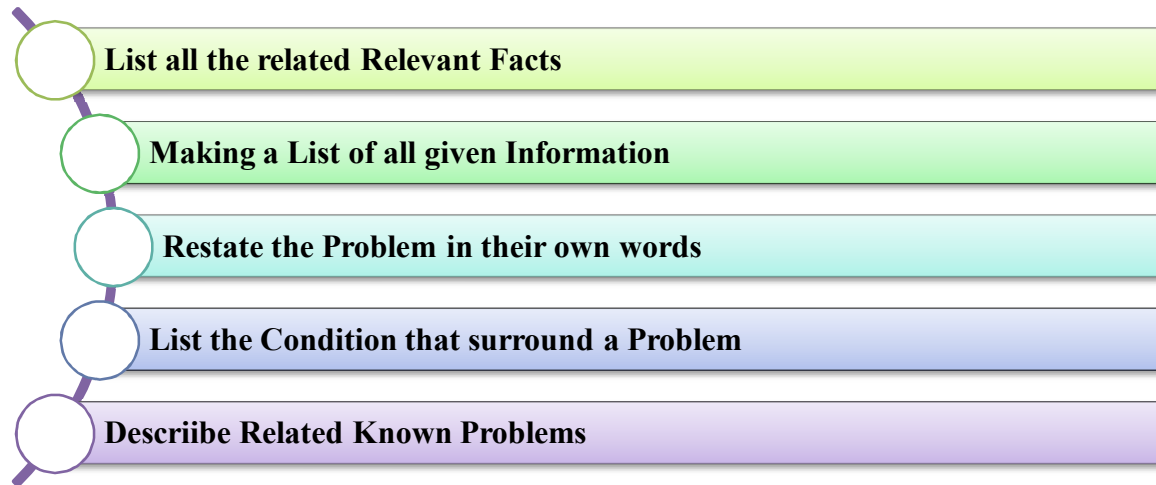 List all the related Relevant Facts
Making a List of all given Information
Restate the Problem in their own words
List the Condition that surround a Problem
Descriibe Related Known Problems